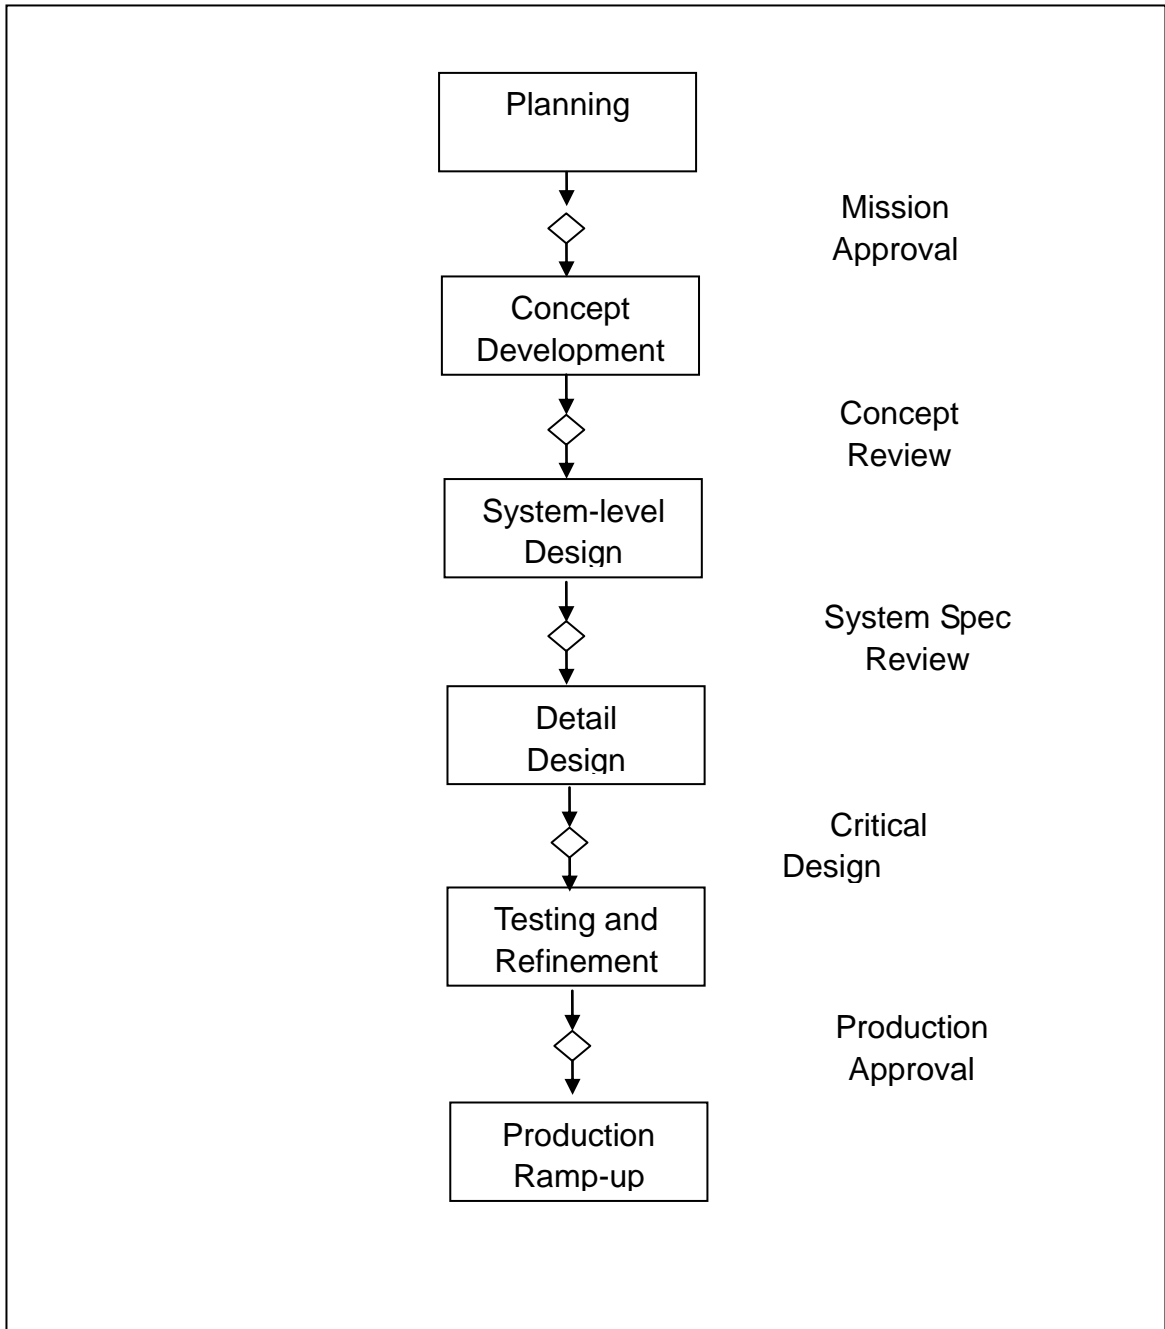 Planning
Mission
Approval
Concept
Development
Concept
Review
System-level
Design
System Spec
Review
Detail
Design
Critical
Design
Testing and
Refinement
Production
Approval
Production
Ramp-up